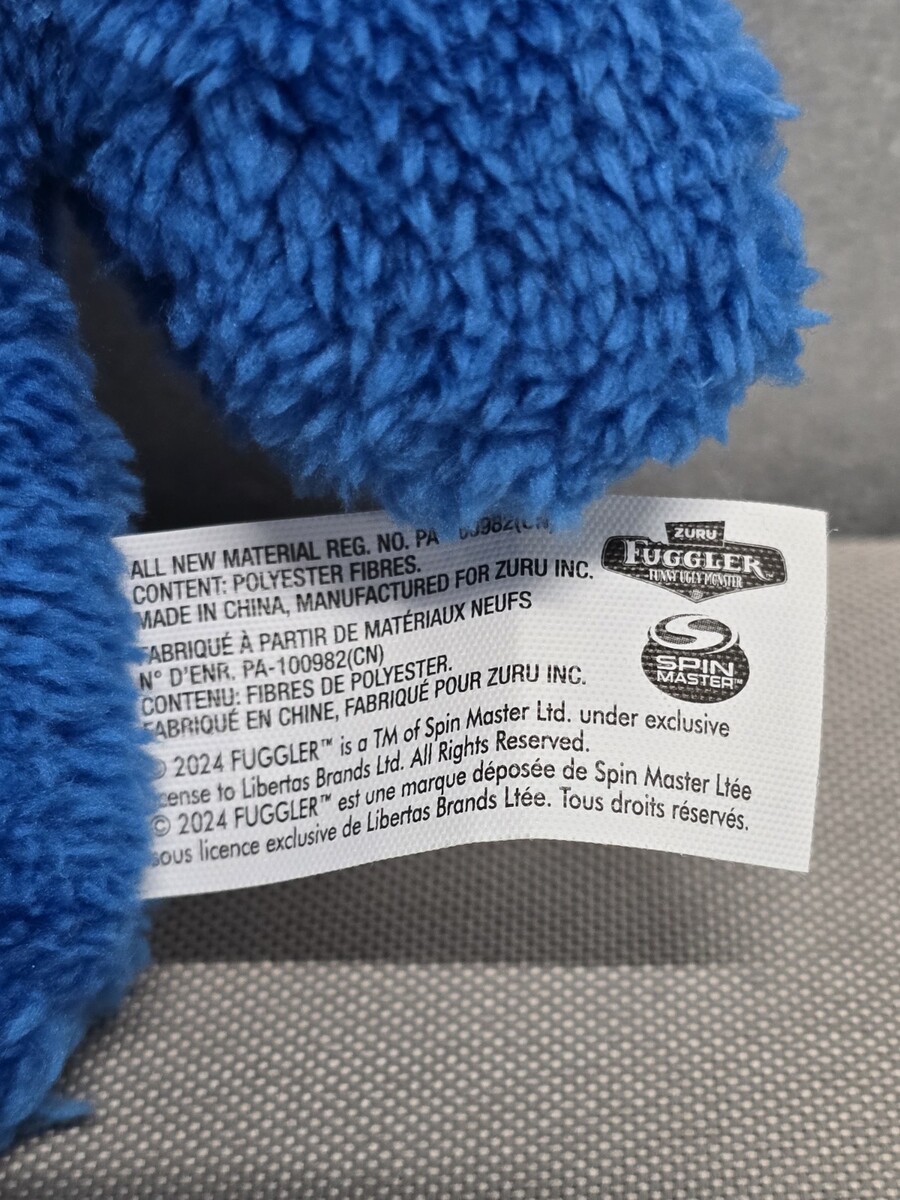 ALL NEW MATERIAL REG. NO. PA 00982(CN)
CONTENT: POLYESTER FIBRES.
MADE IN CHINA, MANUFACTURED FOR ZURU INC.
FABRIQUÉ À PARTIR DE MATÉRIAUX NEUFS
N° D'ENR. PA-100982(CN)
CONTENU: FIBRES DE POLYESTER.
FABRIQUÉ EN CHINE, FABRIQUÉ POUR ZURU INC.
© 2024 FUGGLER™ is a TM of Spin Master Ltd. under exclusive
cense to Libertas Brands Ltd. All Rights Reserved.
© 2024 FUGGLER™ est une marque déposée de Spin Master Ltée
sous licence exclusive de Libertas Brands Ltée. Tous droits réservés.
ZURU
FUGGLER
FUNNY UGLY MONSTER
SPIN
MASTER™